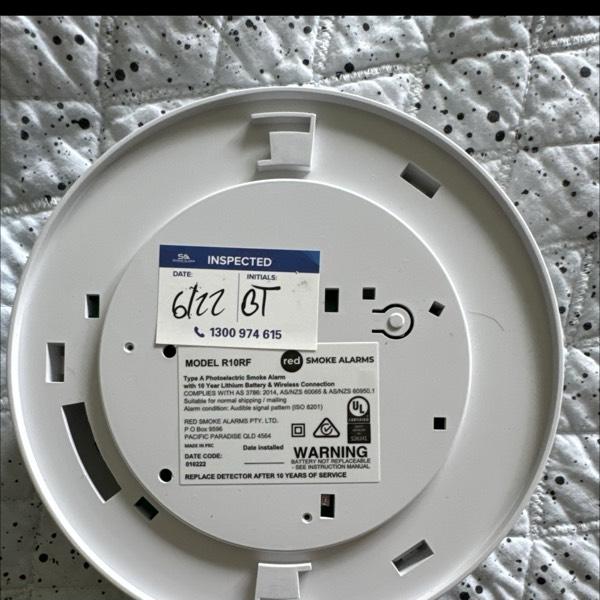 SA
INSPECTED
DATE: INITIALS:
6/22 BT
1300 974 615
MODEL R10RF red SMOKE ALARMS
Type A Photoelectric Smoke Alarm
with 10 Year Lithium Battery & Wireless Connection
COMPLIES WITH AS 3786: 2014, AS/NZS 60065 & AS/NZS 60950.1
Suitable for normal shipping / mailing
Alarm condition: Audible signal pattern (ISO 8201)
RED SMOKE ALARMS PTY LTD.
P O Box 9596
PACIFIC PARADISE QLD 4564
MADE IN PRC
Date installed
DATE CODE:
010222
UL
CERTIFIED
WARNING
BATTERY NOT REPLACEABLE
- SEE INSTRUCTION MANUAL
REPLACE DETECTOR AFTER 10 YEARS OF SERVICE